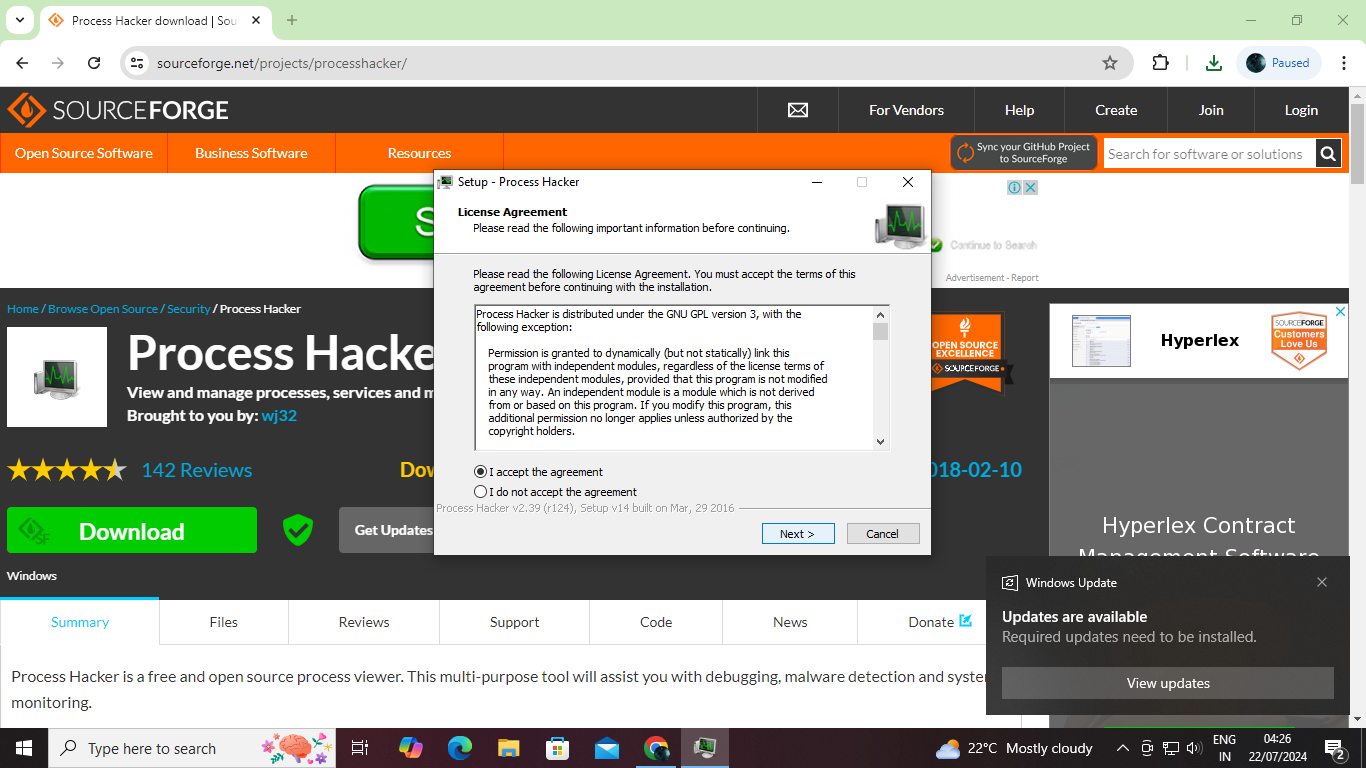 Process Hacker download | Sou
sourceforge.net/projects/processhacker/
Paused
SOURCEFORGE
For Vendors
Help
Create
Join
Login
Open Source Software
Business Software
Resources
Sync your GitHub Project
to SourceForge
Search for software or solutions
S
Continue to Search
Advertisement - Report
Setup - Process Hacker
License Agreement
Please read the following important information before continuing.
Please read the following License Agreement. You must accept the terms of this
agreement before continuing with the installation.
Process Hacker is distributed under the GNU GPL version 3, with the
following exception:
Permission is granted to dynamically (but not statically) link this
program with independent modules, regardless of the license terms of
these independent modules, provided that this program is not modified
in any way. An independent module is a module which is not derived
from or based on this program. If you modify this program, this
additional permission no longer applies unless authorized by the
copyright holders.
I accept the agreement
I do not accept the agreement
Process Hacker v2.39 (r124), Setup v14 built on Mar, 29 2016
Next >
Cancel
Home / Browse Open Source / Security / Process Hacker
Process Hacke
View and manage processes, services and m
Brought to you by: wj32
OPEN SOURCE
EXCELLENCE
SOURCEFORGE
142 Reviews
Dow
018-02-10
Download
SF
Get Updates
Windows
Hyperlex
SOURCEFORGE
Customers
Love Us
Hyperlex Contract
Management Software
Summary
Files
Reviews
Support
Code
News
Donate
Process Hacker is a free and open source process viewer. This multi-purpose tool will assist you with debugging, malware detection and syste
monitoring.
Windows Update
Updates are available
Required updates need to be installed.
View updates
Type here to search
22°C Mostly cloudy
ENG
IN
04:26
22/07/2024
2